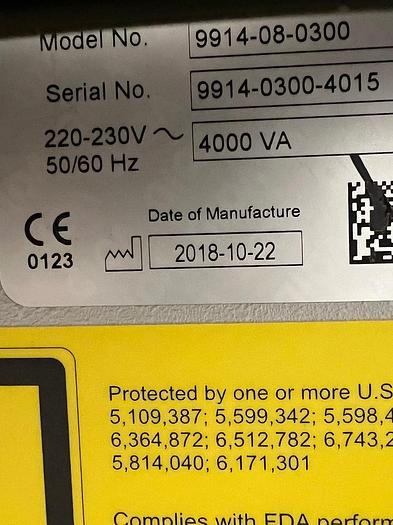 Model No. 9914-08-0300
Serial No. 9914-0300-4015
220-230V ~ 4000 VA
50/60 Hz
CE
0123
Date of Manufacture
2018-10-22
Protected by one or more U.S
5,109,387; 5,599,342; 5,598,4
6,364,872; 6,512,782; 6,743,2
5,814,040; 6,171,301
Complies with FDA perform